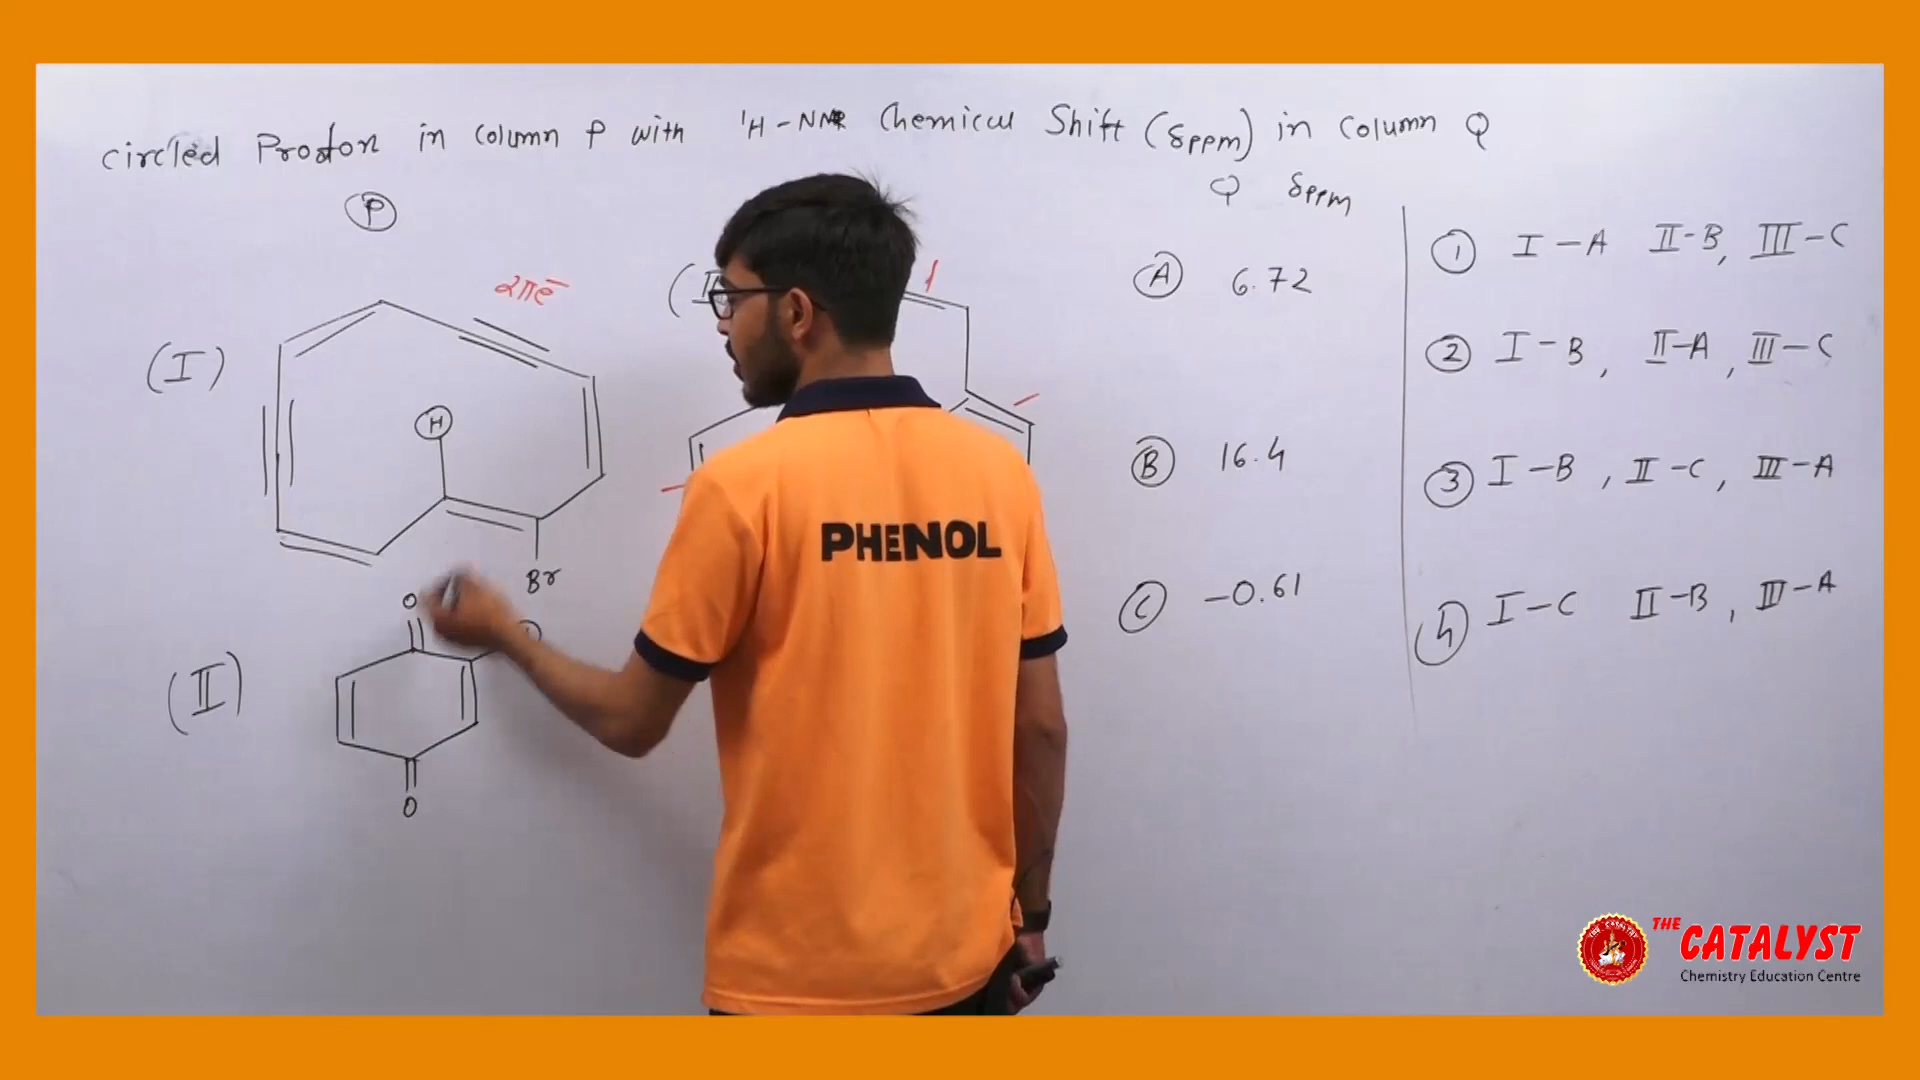 circled Proton in column P with ¹H-NMR Chemical Shift (δppm) in column Q
P
Q δppm
(I)
2πe⁻
H
Br
(II)
O
O
(A) 6.72
(B) 16.4
(C) -0.61
① I-A II-B, III-C
② I-B, II-A, III-C
③ I-B, II-C, III-A
④ I-C II-B, III-A
PHENOL
THE CATALYST
Chemistry Education Centre